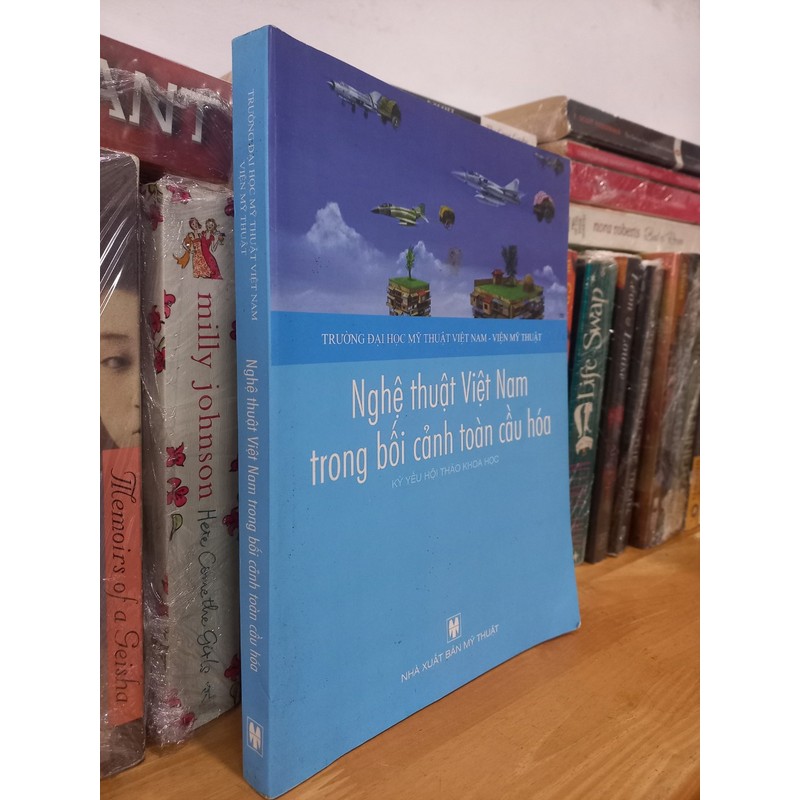 TRƯỜNG ĐẠI HỌC MỸ THUẬT VIỆT NAM - VIỆN MỸ THUẬT
Nghệ thuật Việt Nam
trong bối cảnh toàn cầu hóa
KỶ YẾU HỘI THẢO KHOA HỌC
NHÀ XUẤT BẢN MỸ THUẬT
TRƯỜNG ĐẠI HỌC MỸ THUẬT VIỆT NAM
VIỆN MỸ THUẬT
Nghệ thuật Việt Nam trong bối cảnh toàn cầu hóa
ANT
milly johnson
Here Come the Girls
Memoirs of a Geisha
nora roberts
Life Swap